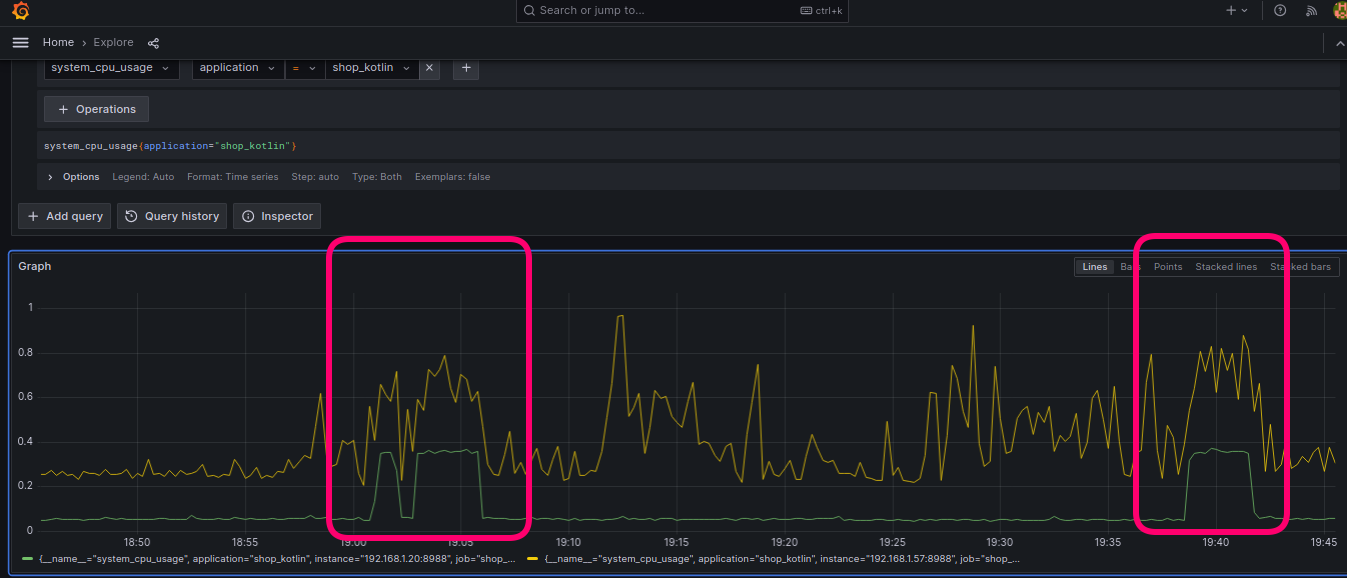 Search or jump to... ctrl+k
Home › Explore
system_cpu_usage application = shop_kotlin × +
+ Operations
system_cpu_usage{application="shop_kotlin"}
Options Legend: Auto Format: Time series Step: auto Type: Both Exemplars: false
+ Add query Query history Inspector
Graph Lines Bars Points Stacked lines Stacked bars
1
0.8
0.6
0.4
0.2
0
18:50 18:55 19:00 19:05 19:10 19:15 19:20 19:25 19:30 19:35 19:40 19:45
{__name__="system_cpu_usage", application="shop_kotlin", instance="192.168.1.20:8988", job="shop_... {__name__="system_cpu_usage", application="shop_kotlin", instance="192.168.1.57:8988", job="shop_...